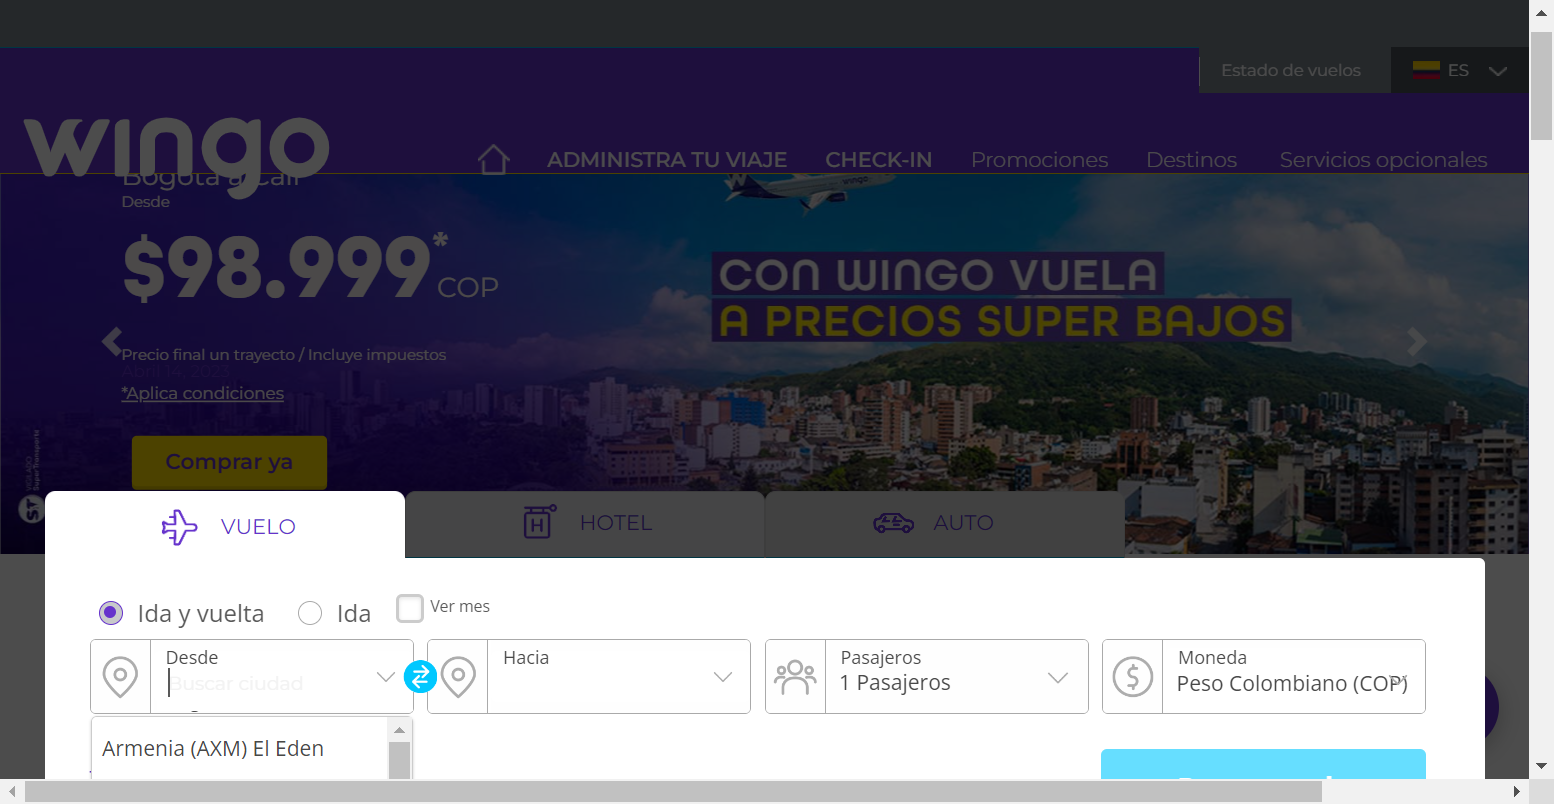 Estado de vuelos
ES
wingo
ADMINISTRA TU VIAJE
CHECK-IN
Promociones
Destinos
Servicios opcionales
Bogotá a Cali
Desde
$98.999*
COP
Precio final un trayecto / Incluye impuestos
*Aplica condiciones
Comprar ya
wingo
CON WINGO VUELA
A PRECIOS SUPER BAJOS
VUELO
HOTEL
AUTO
Ida y vuelta
Ida
Ver mes
Desde
Buscar ciudad
Hacia
Pasajeros
1 Pasajeros
Moneda
Peso Colombiano (COP)
Armenia (AXM) El Eden